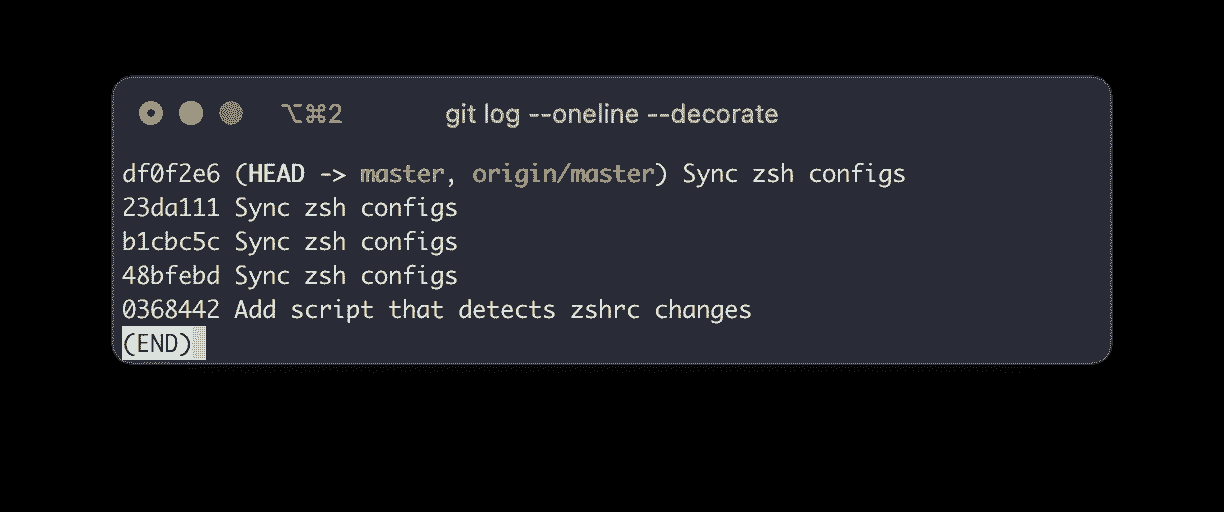 ⌥⌘2 git log --oneline --decorate
df0f2e6 (HEAD -> master, origin/master) Sync zsh configs
23da111 Sync zsh configs
b1cbc5c Sync zsh configs
48bfebd Sync zsh configs
0368442 Add script that detects zshrc changes
(END)